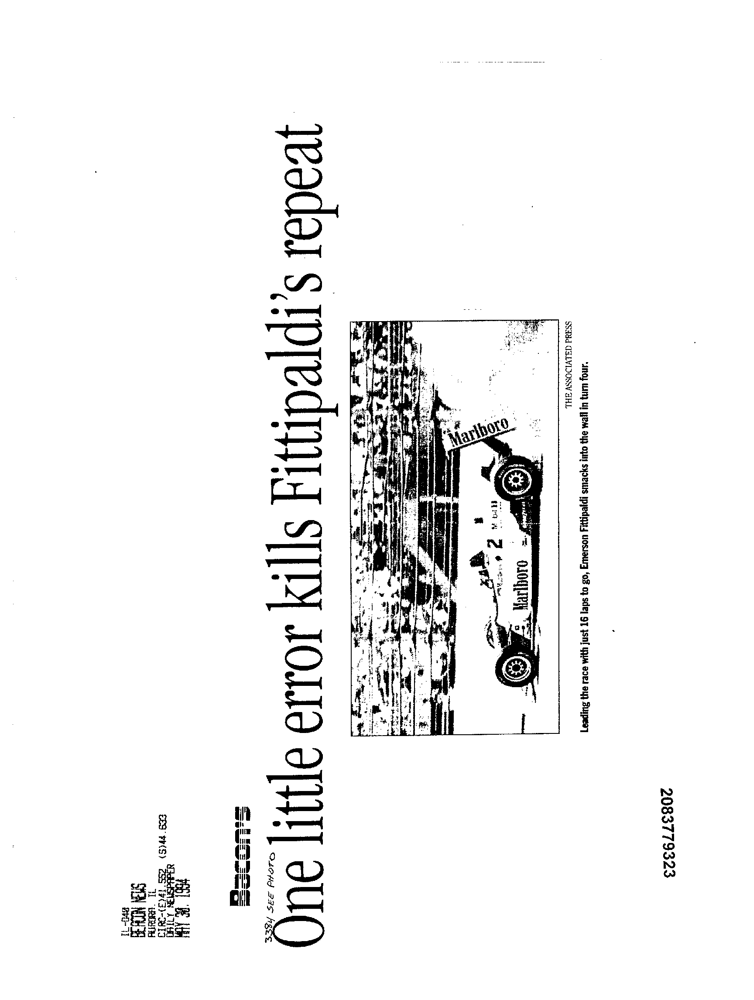 IL-D40
BEACON NEWS
AURORA, IL
CIRC-(E)41,552 (S)44,633
DAILY NEWSPAPER
MAY 30, 1994
Bacon's
3384 SEE PHOTO
One little error kills Fittipaldi's repeat
Marlboro
2
Marlboro
THE ASSOCIATED PRESS
Leading the race with just 16 laps to go, Emerson Fittipaldi smacks into the wall in turn four.
2083779323